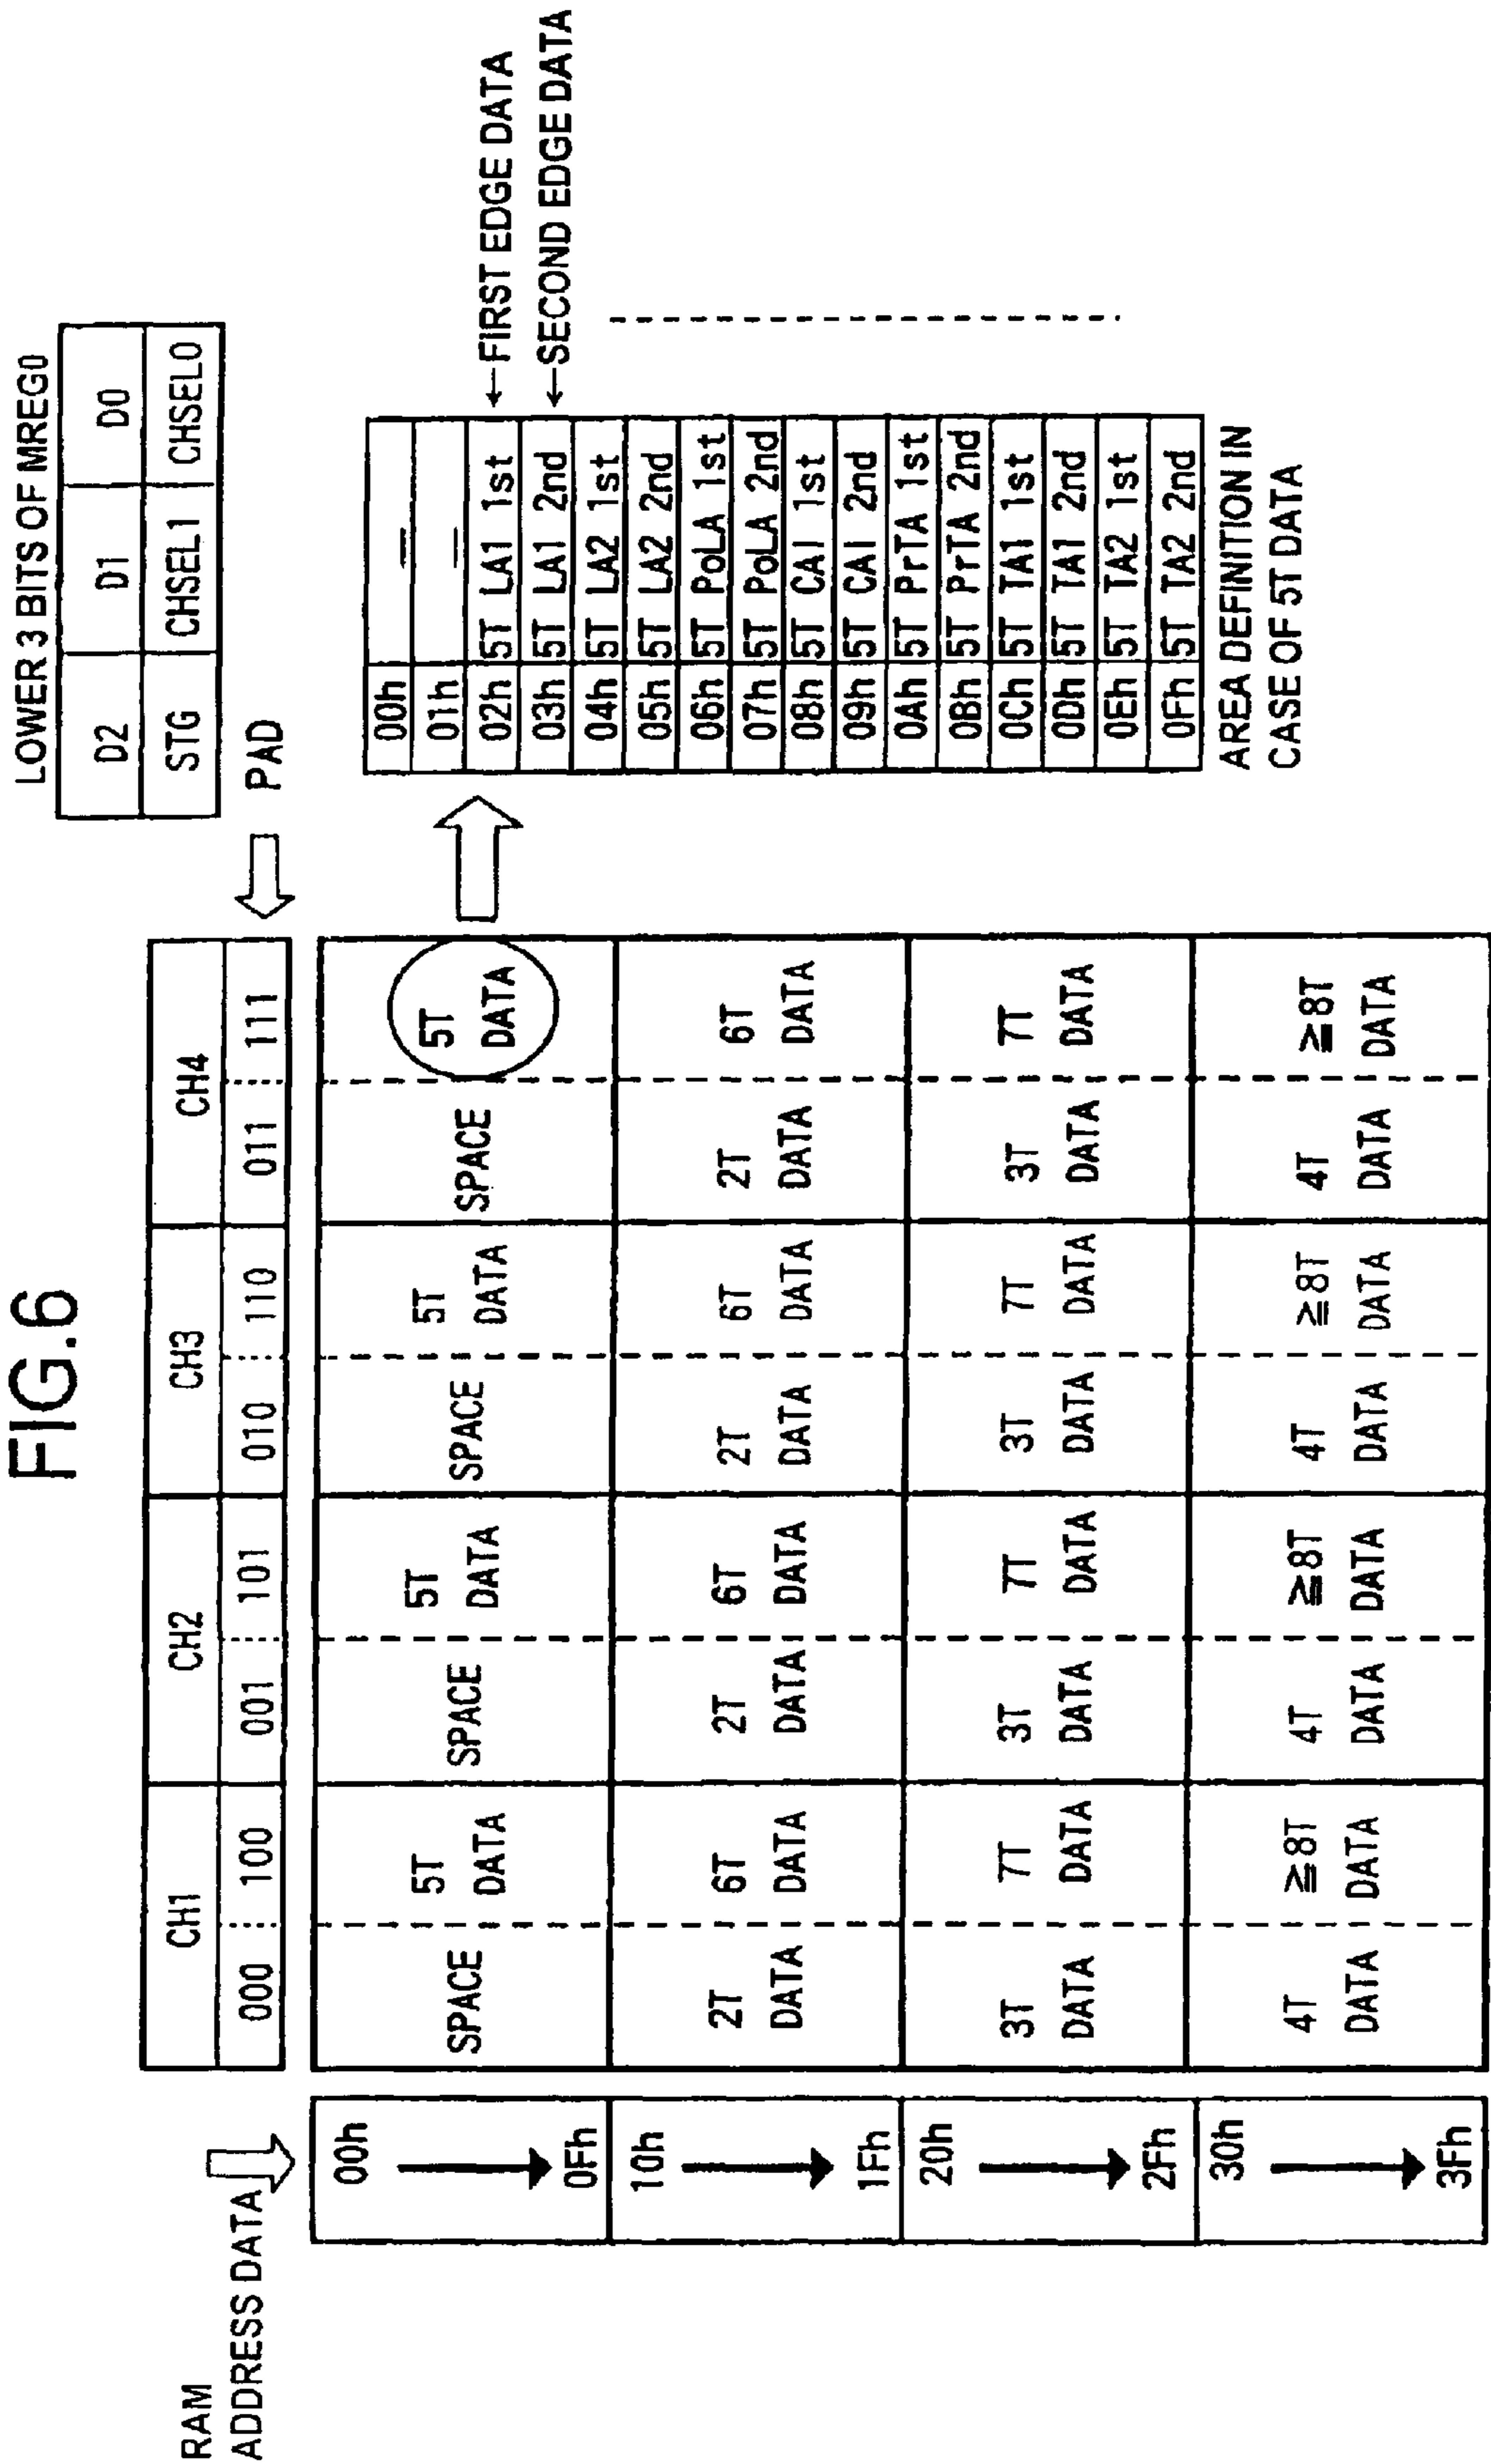 FIG.6
LOWER 3 BITS OF MREG0
D2 D1 D0
STG CHSEL1 CHSEL0
PAD
RAM
ADDRESS DATA
CH1 CH2 CH3 CH4
000 100 001 101 010 110 011 111
00h
0Fh
SPACE 5T DATA SPACE 5T DATA SPACE 5T DATA SPACE 5T DATA
10h
1Fh
2T DATA 6T DATA 2T DATA 6T DATA 2T DATA 6T DATA 2T DATA 6T DATA
20h
2Fh
3T DATA 7T DATA 3T DATA 7T DATA 3T DATA 7T DATA 3T DATA 7T DATA
30h
3Fh
4T DATA ≧8T DATA 4T DATA ≧8T DATA 4T DATA ≧8T DATA 4T DATA ≧8T DATA
00h —
01h —
02h 5T LA1 1st ←FIRST EDGE DATA
03h 5T LA1 2nd ←SECOND EDGE DATA
04h 5T LA2 1st
05h 5T LA2 2nd
06h 5T PoLA 1st
07h 5T PoLA 2nd
08h 5T CA1 1st
09h 5T CA1 2nd
0Ah 5T PrTA 1st
0Bh 5T PrTA 2nd
0Ch 5T TA1 1st
0Dh 5T TA1 2nd
0Eh 5T TA2 1st
0Fh 5T TA2 2nd
AREA DEFINITION IN
CASE OF 5T DATA